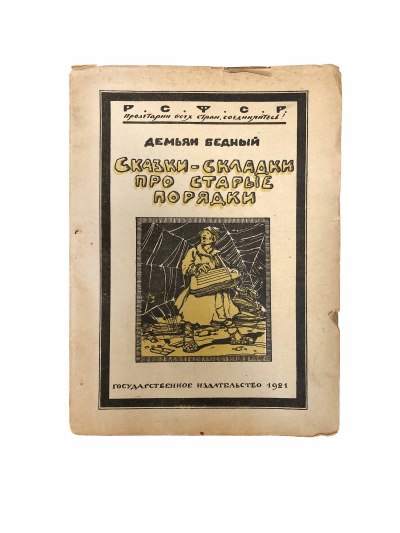 Р.С.Ф.С.Р.
Пролетарии всех стран, соединяйтесь!
ДЕМЬЯН БЕДНЫЙ
СКАЗКИ-СКЛАДКИ
ПРО СТАРЫЕ
ПОРЯДКИ
ГОСУДАРСТВЕННОЕ ИЗДАТЕЛЬСТВО 1921